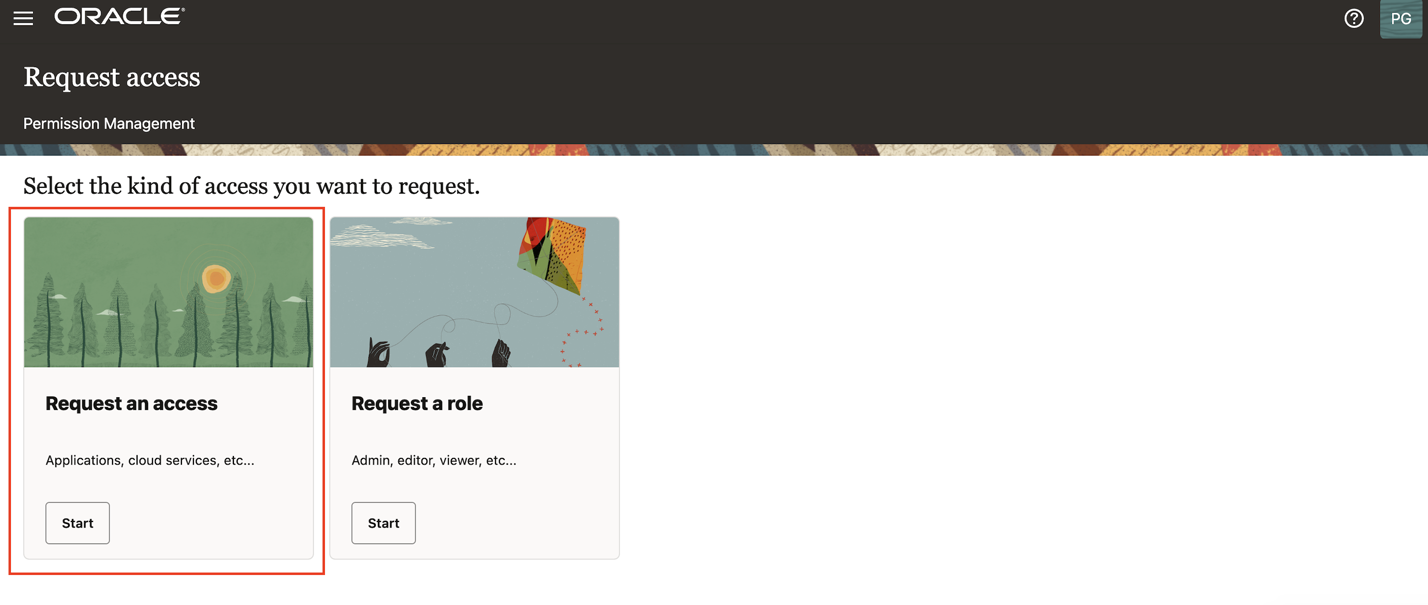 ORACLE
PG
Request access
Permission Management
Select the kind of access you want to request.
Request an access
Applications, cloud services, etc...
Start
Request a role
Admin, editor, viewer, etc...
Start